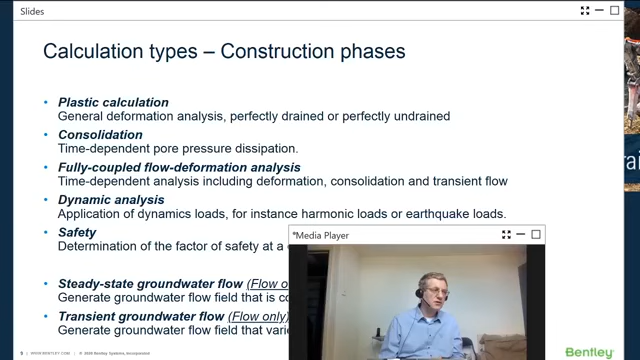 Slides
Calculation types – Construction phases
• Plastic calculation
General deformation analysis, perfectly drained or perfectly undrained
• Consolidation
Time-dependent pore pressure dissipation.
• Fully-coupled flow-deformation analysis
Time-dependent analysis including deformation, consolidation and transient flow
• Dynamic analysis
Application of dynamics loads, for instance harmonic loads or earthquake loads.
• Safety
Determination of the factor of safety at a
*Media Player
• Steady-state groundwater flow (Flow
Generate groundwater flow field that is
• Transient groundwater flow (Flow only)
Generate groundwater flow field that
WWW.BENTLEY.COM | © 2020 Bentley Systems, Incorporated
Bentley